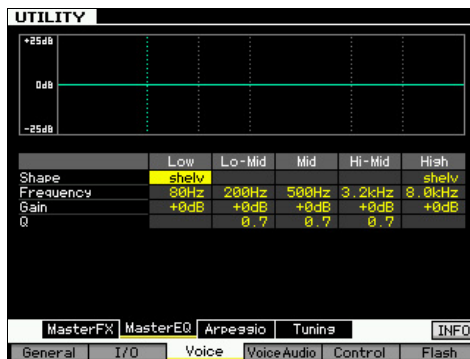 UTILITY
+25dB
0dB
-25dB
Low Lo-Mid Mid Hi-Mid High
Shape shelv shelv
Frequency 80Hz 200Hz 500Hz 3.2kHz 8.0kHz
Gain +0dB +0dB +0dB +0dB +0dB
Q 0.7 0.7 0.7
MasterFX MasterEQ Arpeggio Tuning INFO
General I/O Voice VoiceAudio Control Flash